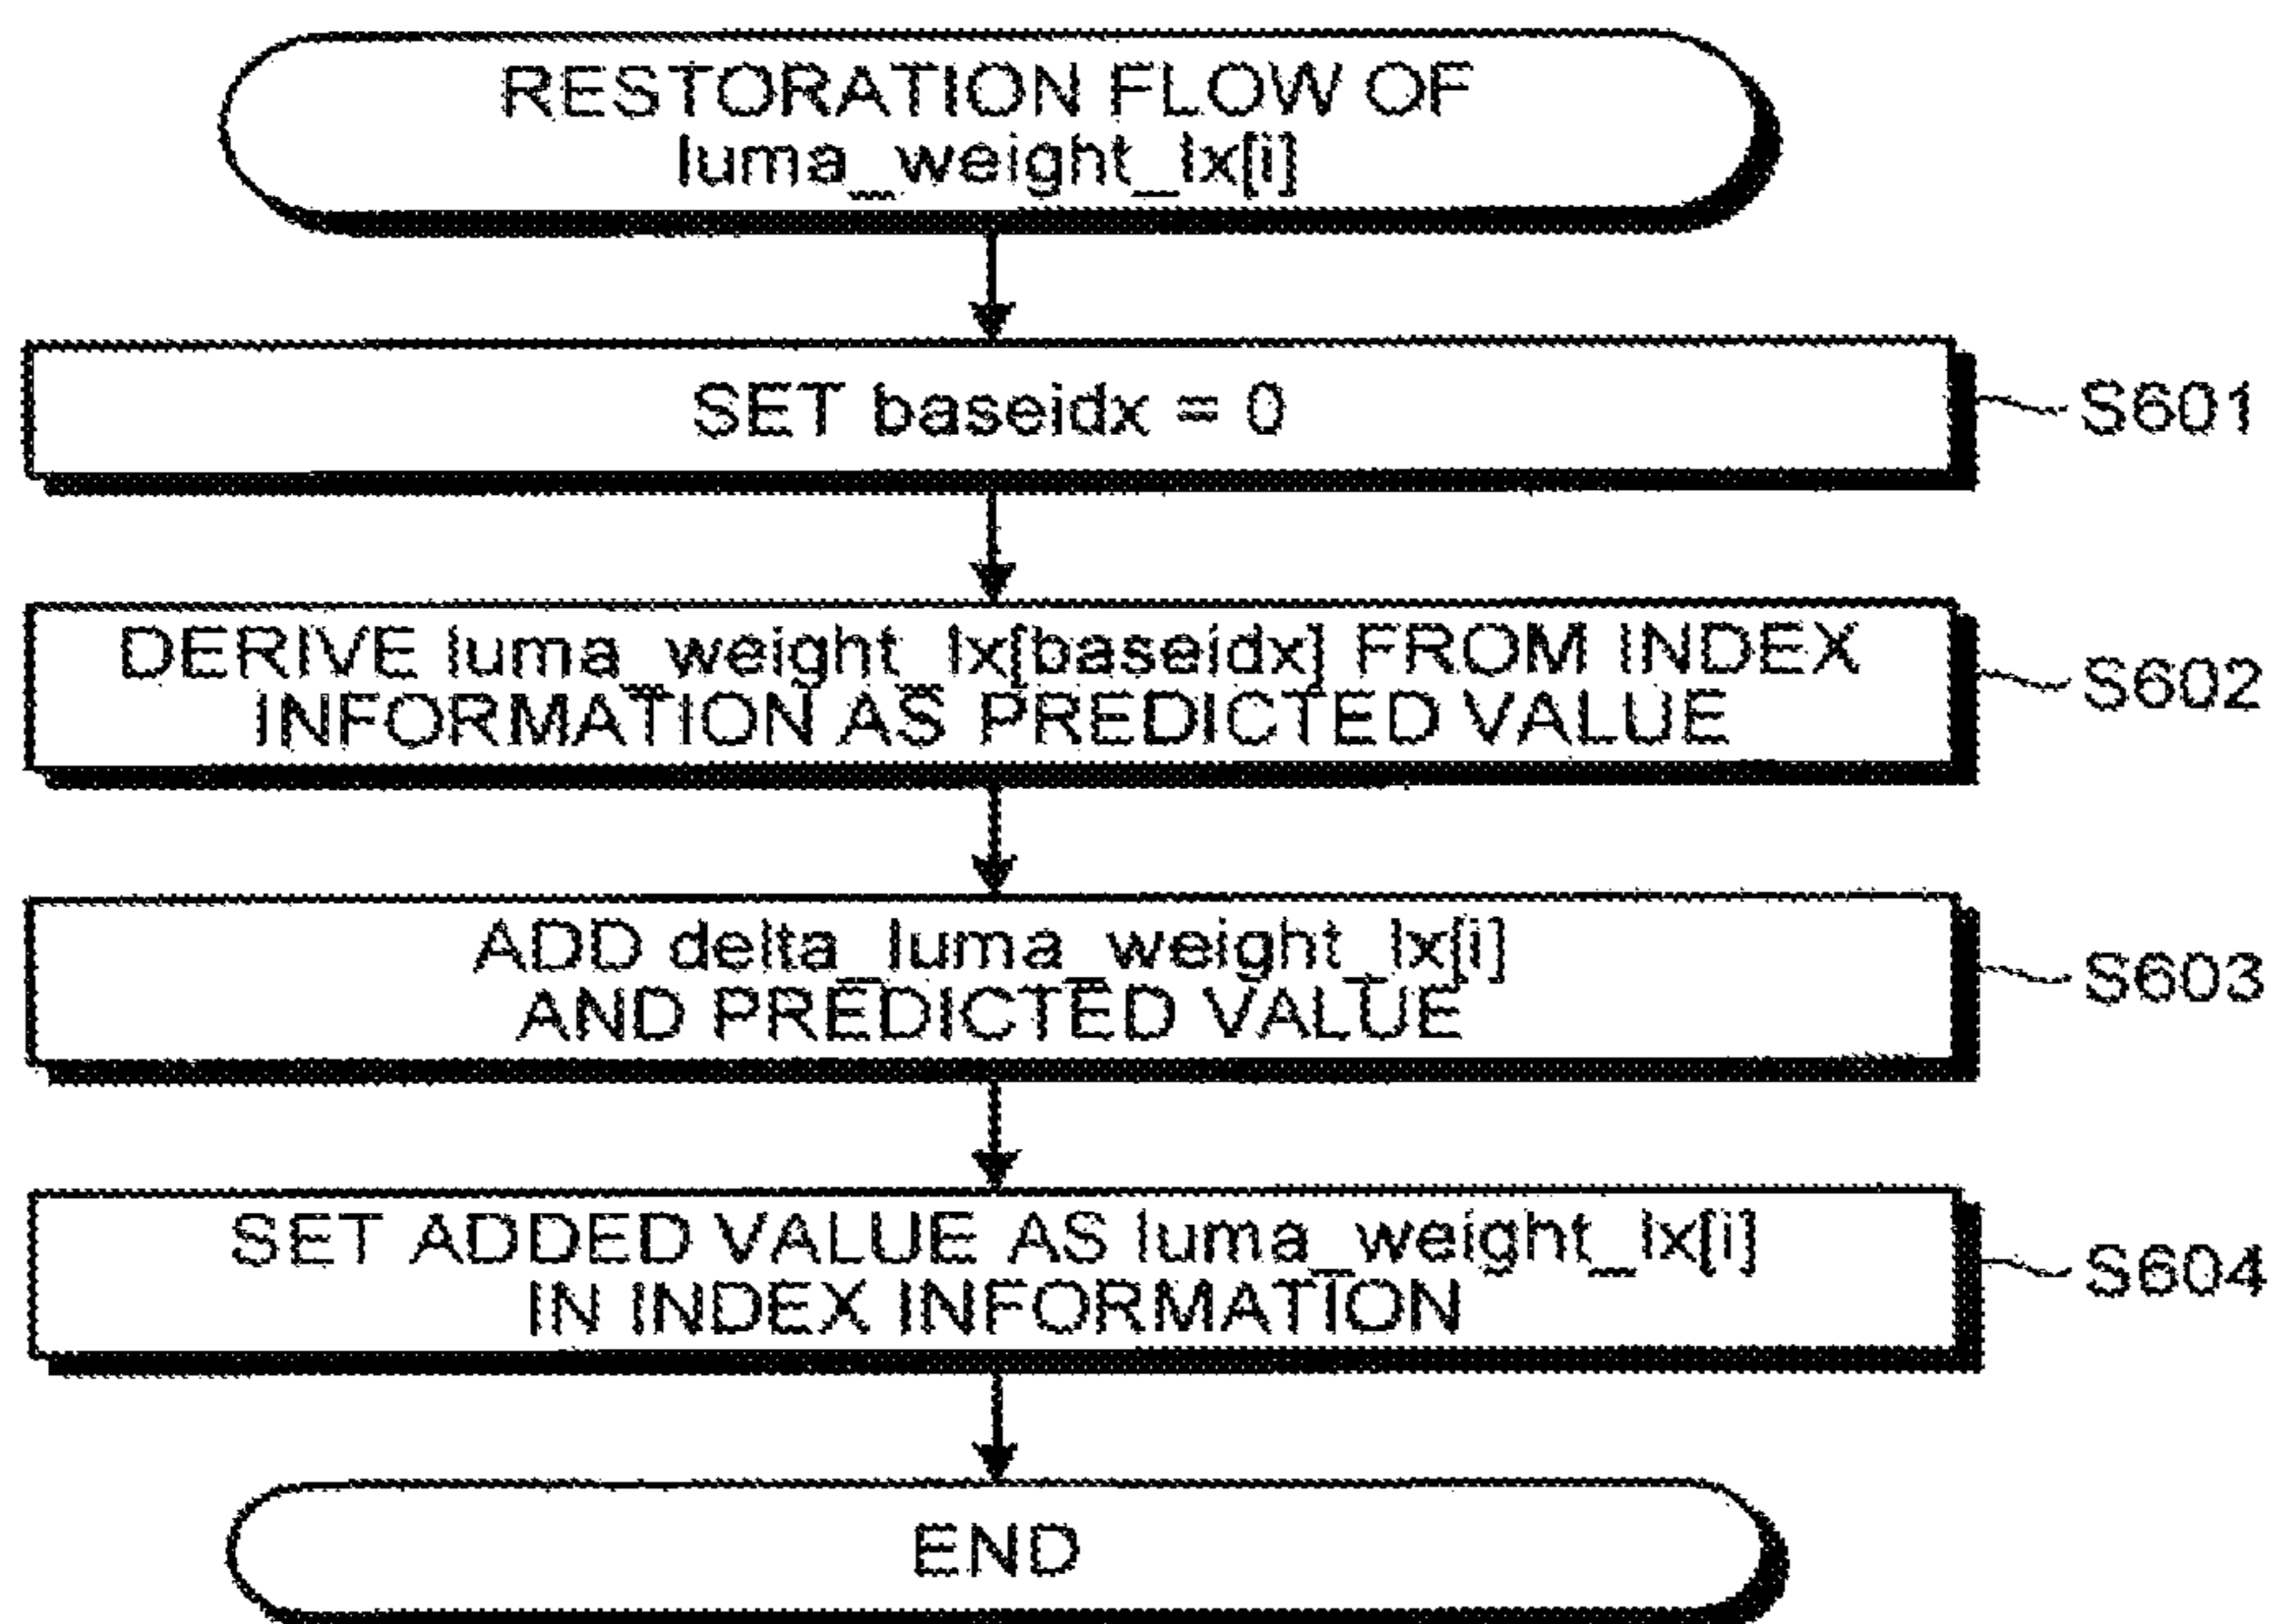 RESTORATION FLOW OF
luma_weight_lx[i]
SET baseidx = 0
S601
DERIVE luma_weight_lx[baseidx] FROM INDEX
INFORMATION AS PREDICTED VALUE
S602
ADD delta_luma_weight_lx[i]
AND PREDICTED VALUE
S603
SET ADDED VALUE AS luma_weight_lx[i]
IN INDEX INFORMATION
S604
END